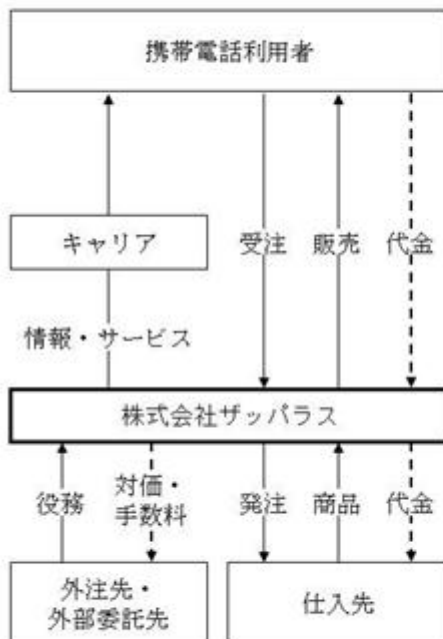 携帯電話利用者
キャリア
受注
販売
代金
情報・サービス
株式会社ザッパラス
役務
対価・
手数料
発注
商品
代金
外注先・
外部委託先
仕入先